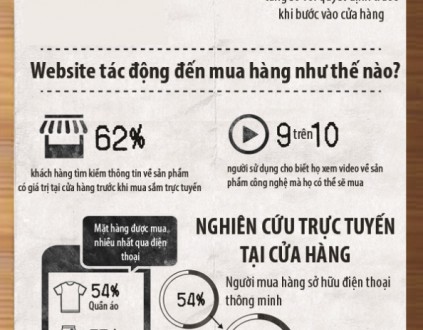 khi bước vào cửa hàng
Website tác động đến mua hàng như thế nào?
62%
khách hàng tìm kiếm thông tin về sản phẩm
có giá trị tại cửa hàng trước khi mua sắm trực tuyến
9 trên 10
người sử dụng cho biết họ xem video về sản
phẩm công nghệ mà họ có thể sẽ mua
Mặt hàng được mua
nhiều nhất qua điện
thoại
54%
Quần áo
NGHIÊN CỨU TRỰC TUYẾN
TẠI CỬA HÀNG
54%
Người mua hàng sở hữu điện thoại
thông minh